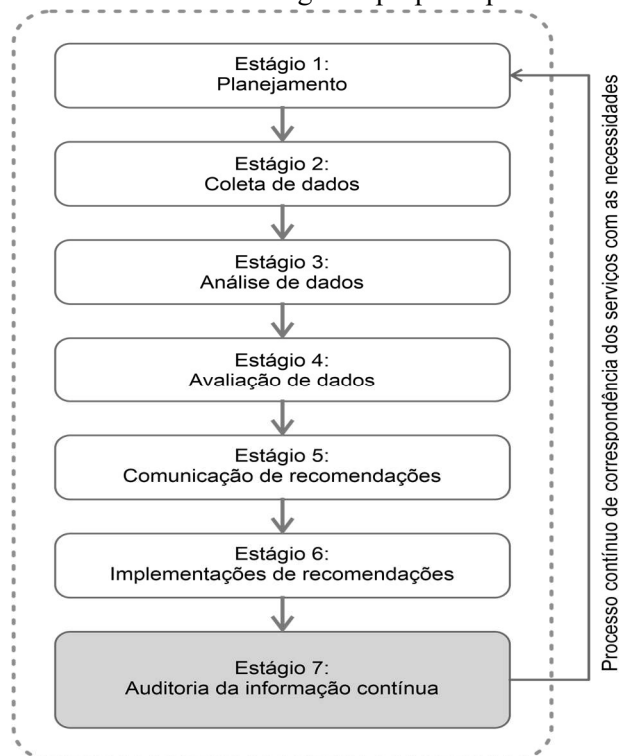 Estágio 1:
Planejamento
Estágio 2:
Coleta de dados
Estágio 3:
Análise de dados
Estágio 4:
Avaliação de dados
Estágio 5:
Comunicação de recomendações
Estágio 6:
Implementações de recomendações
Estágio 7:
Auditoria da informação contínua
Processo contínuo de correspondência dos serviços com as necessidades